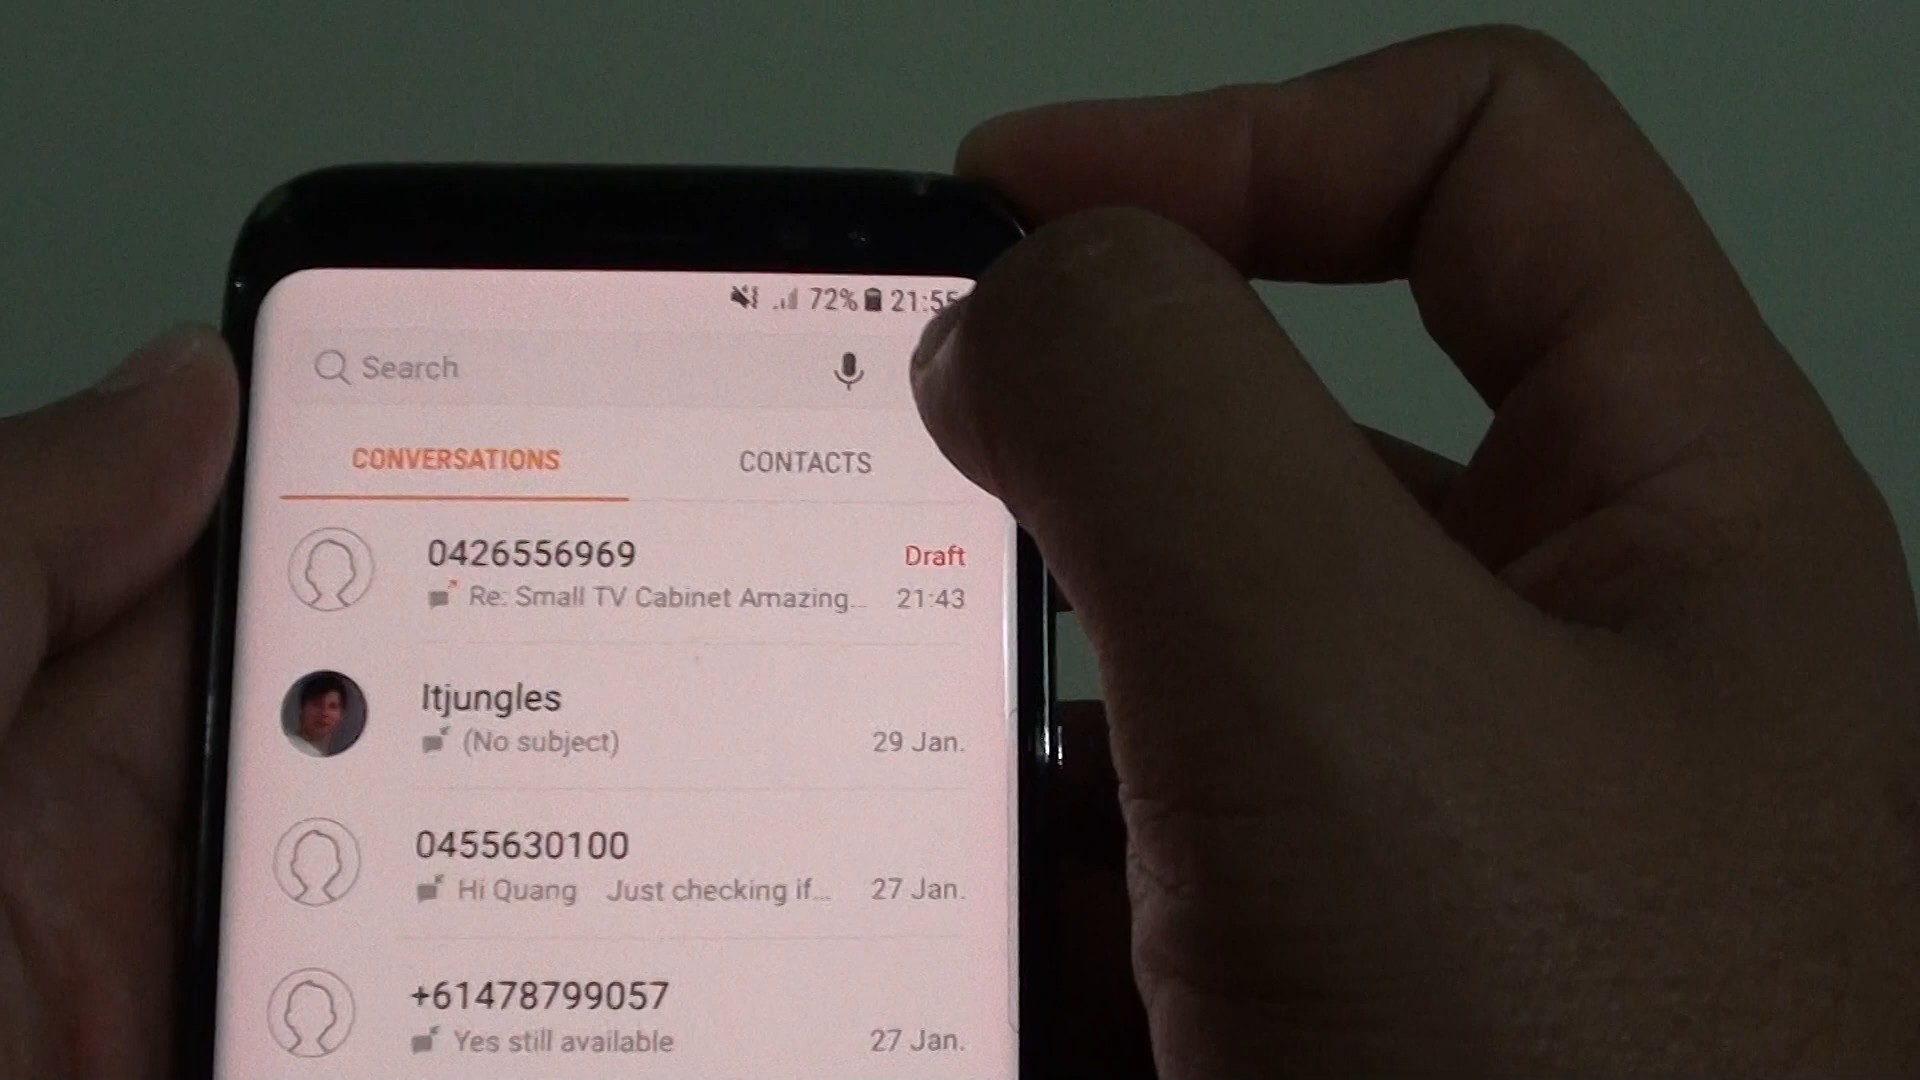 72% 21:55
Search
CONVERSATIONS CONTACTS
0426556969 Draft
Re: Small TV Cabinet Amazing... 21:43
Itjungles
(No subject) 29 Jan.
0455630100
Hi Quang Just checking if... 27 Jan.
+61478799057
Yes still available 27 Jan.